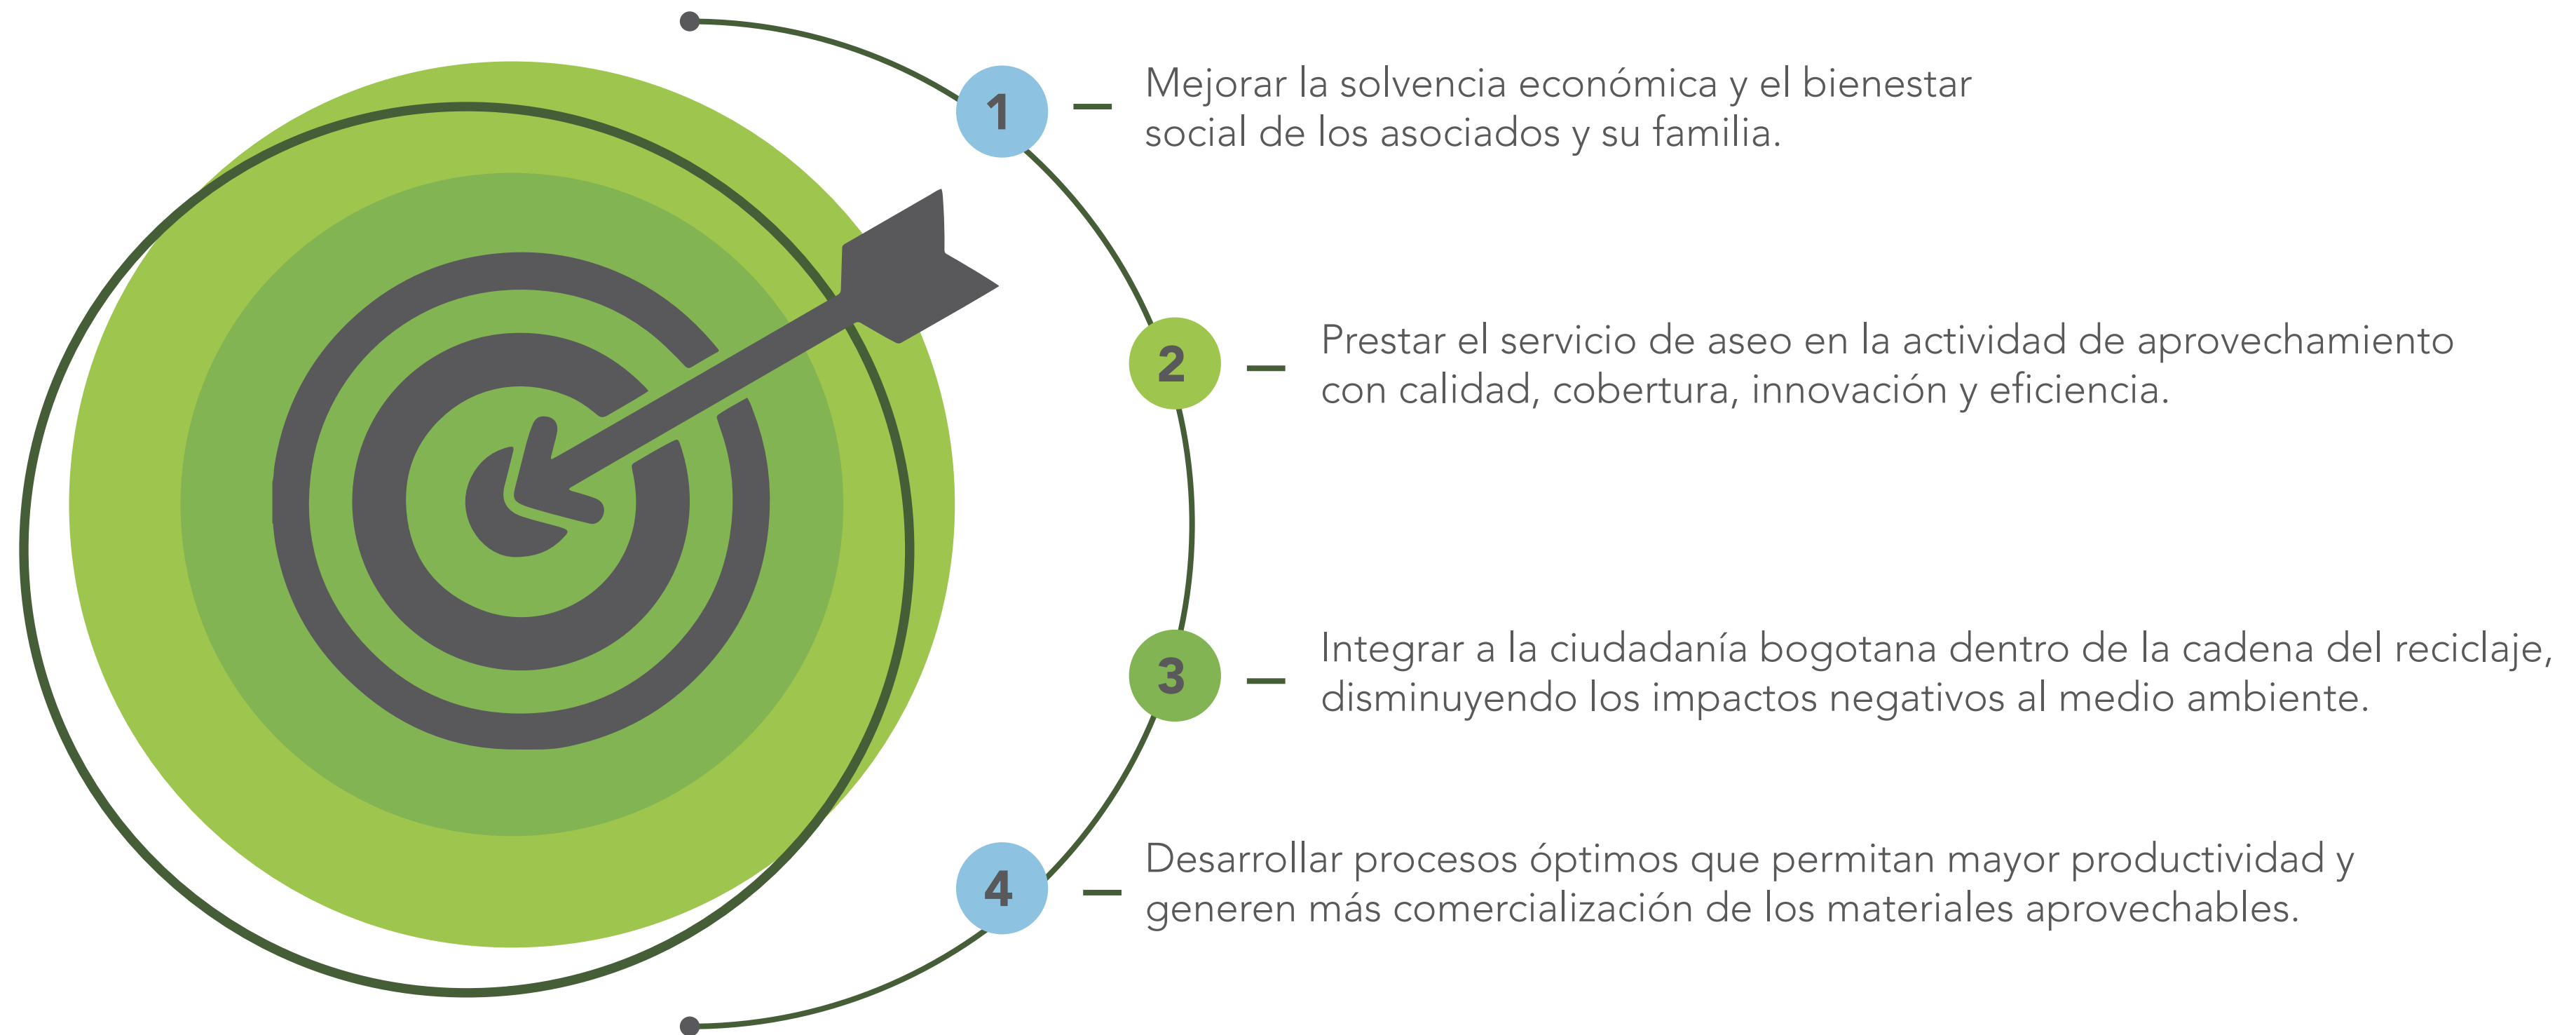 1
Mejorar la solvencia económica y el bienestar
social de los asociados y su familia.
2
Prestar el servicio de aseo en la actividad de aprovechamiento
con calidad, cobertura, innovación y eficiencia.
3
Integrar a la ciudadanía bogotana dentro de la cadena del reciclaje,
disminuyendo los impactos negativos al medio ambiente.
4
Desarrollar procesos óptimos que permitan mayor productividad y
generen más comercialización de los materiales aprovechables.